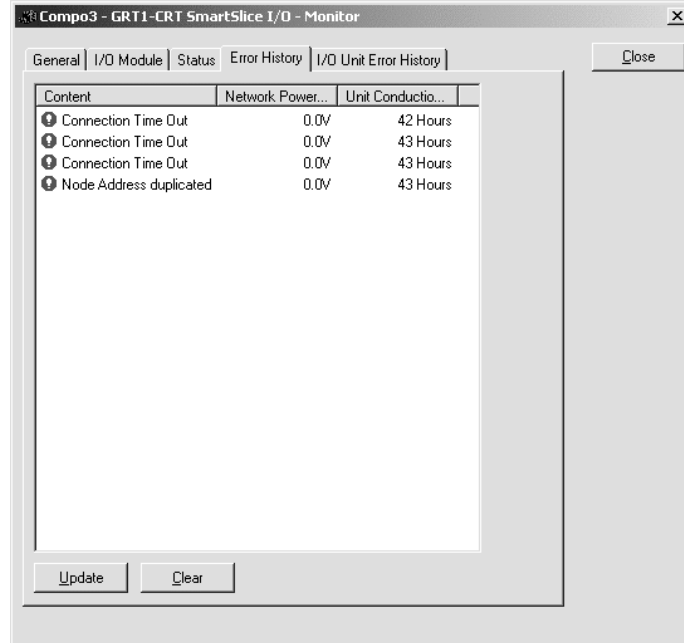 Compo3 - GRT1-CRT SmartSlice I/O - Monitor
General I/O Module Status Error History I/O Unit Error History Close
Content Network Power... Unit Conductio...
Connection Time Out 0.0V 42 Hours
Connection Time Out 0.0V 43 Hours
Connection Time Out 0.0V 43 Hours
Node Address duplicated 0.0V 43 Hours
Update Clear